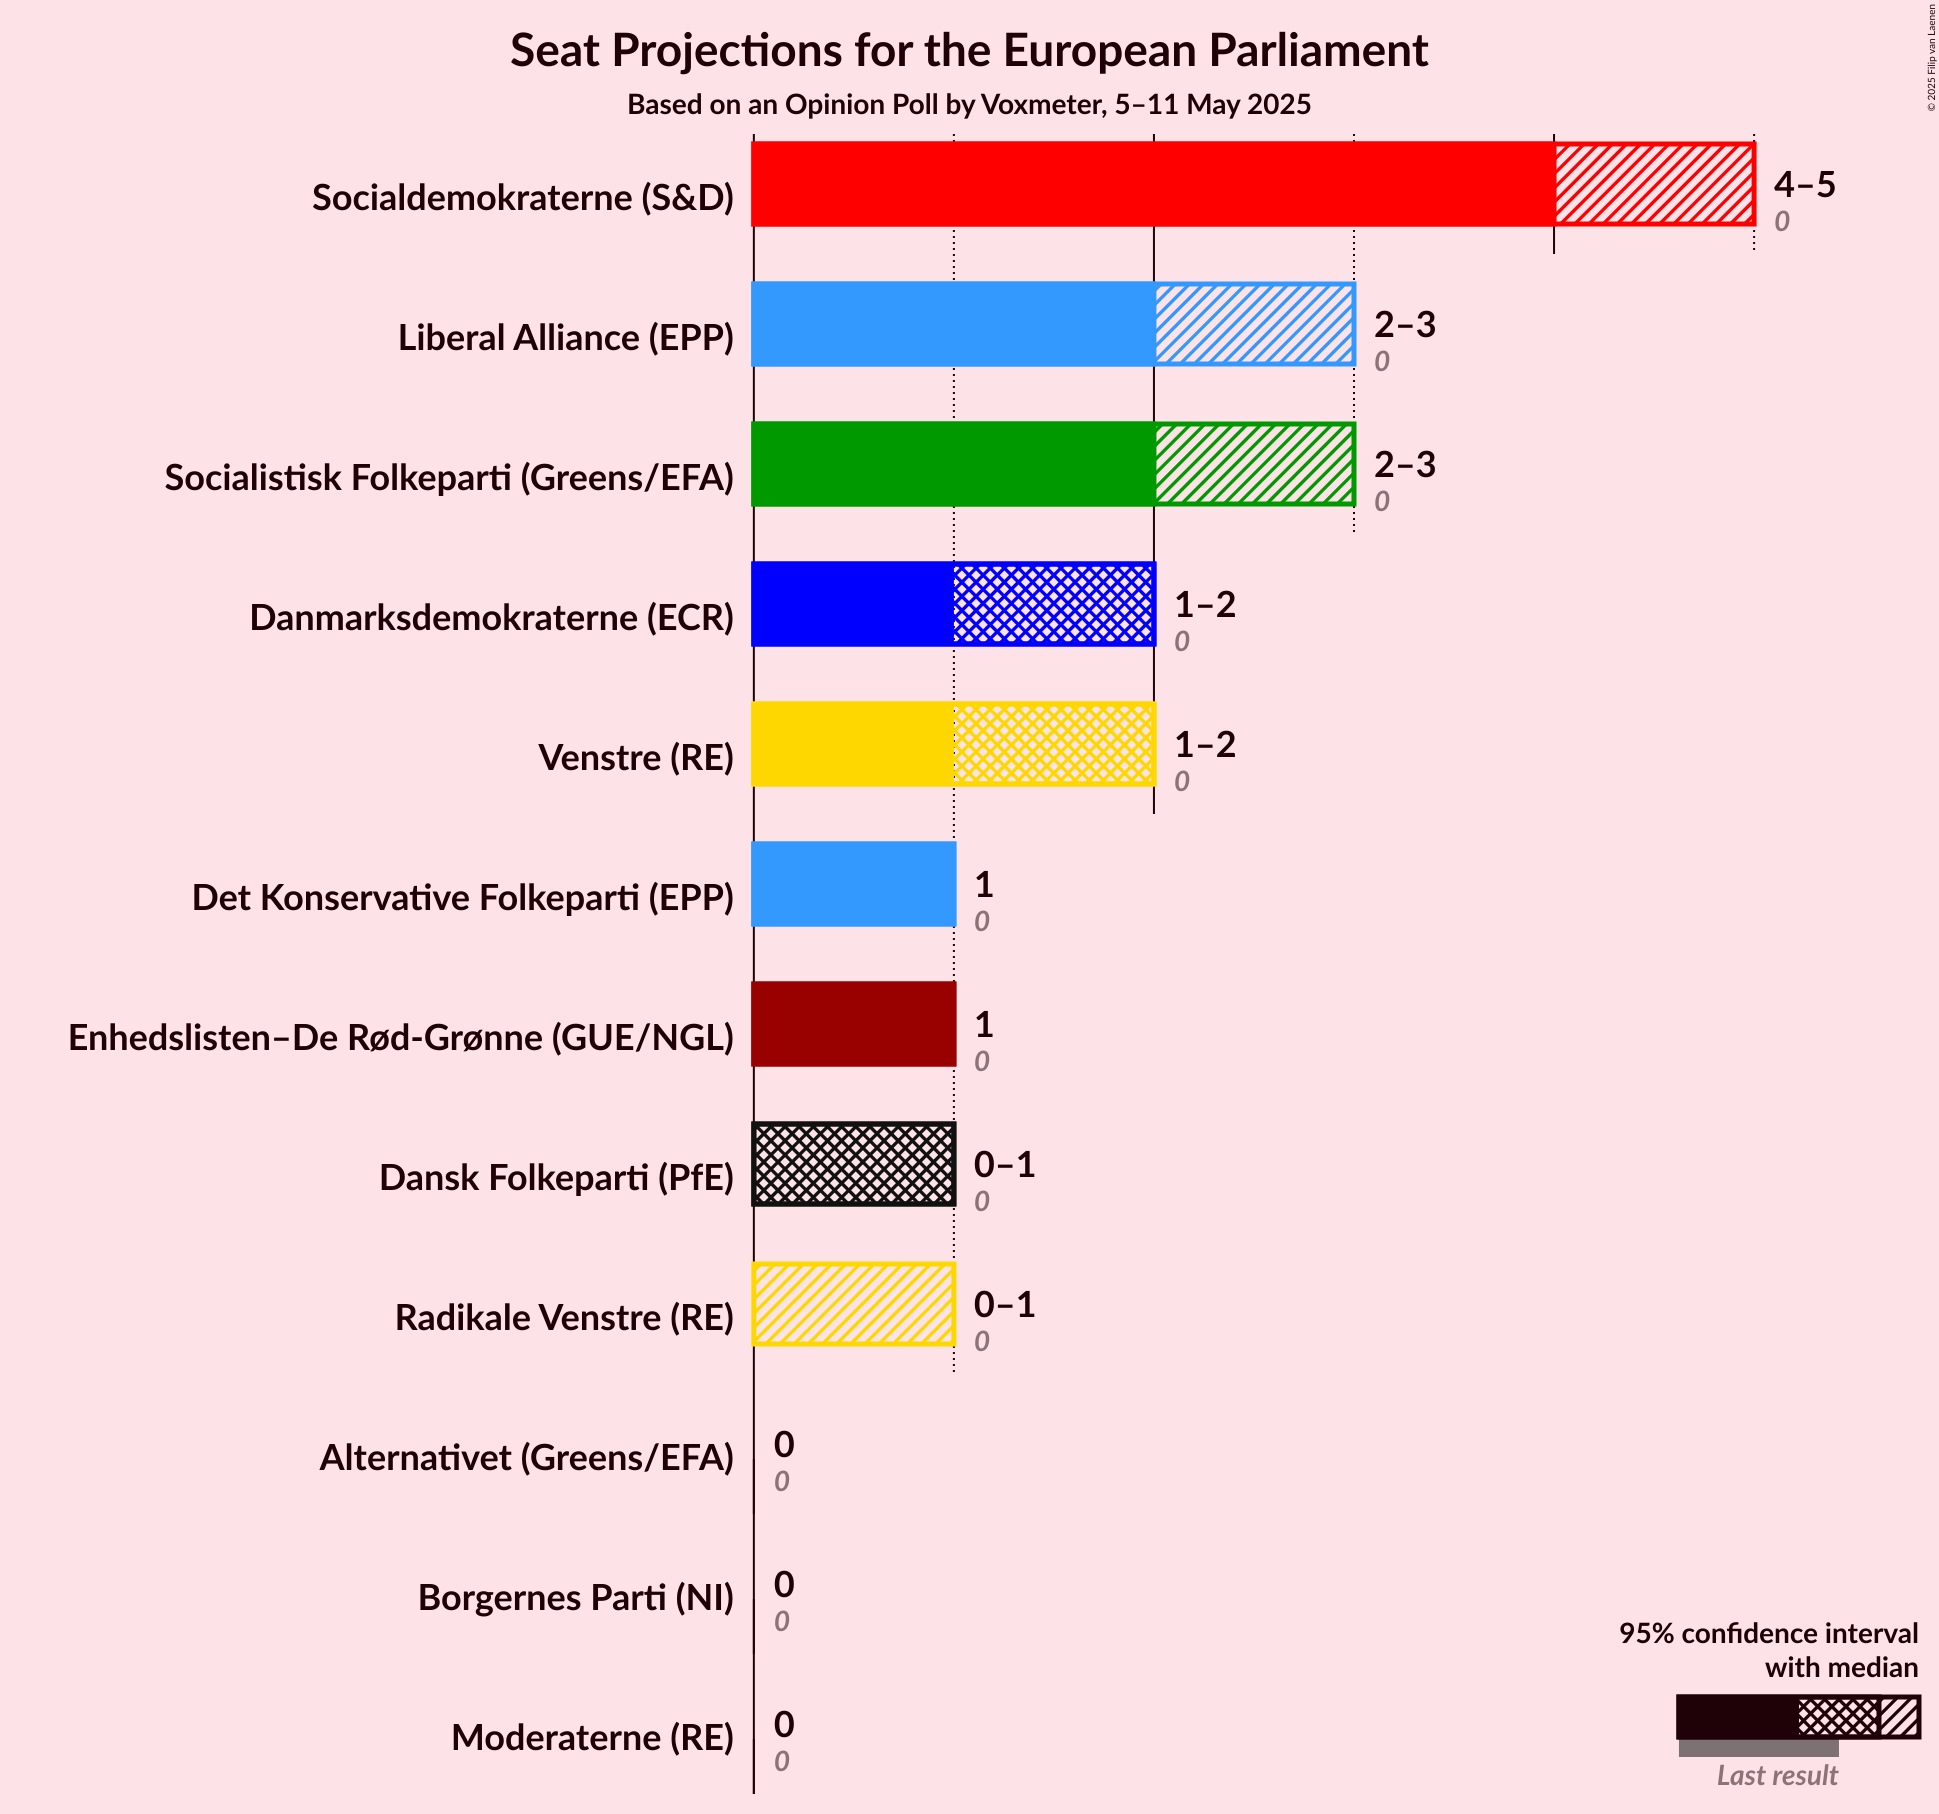 Seat Projections for the European Parliament
Based on an Opinion Poll by Voxmeter, 5–11 May 2025
© 2025 Filip van Laenen
Socialdemokraterne (S&D)
4–5
0
Liberal Alliance (EPP)
2–3
0
Socialistisk Folkeparti (Greens/EFA)
2–3
0
Danmarksdemokraterne (ECR)
1–2
0
Venstre (RE)
1–2
0
Det Konservative Folkeparti (EPP)
1
0
Enhedslisten–De Rød-Grønne (GUE/NGL)
1
0
Dansk Folkeparti (PfE)
0–1
0
Radikale Venstre (RE)
0–1
0
Alternativet (Greens/EFA)
0
0
Borgernes Parti (NI)
0
0
Moderaterne (RE)
0
0
95% confidence interval
with median
Last result